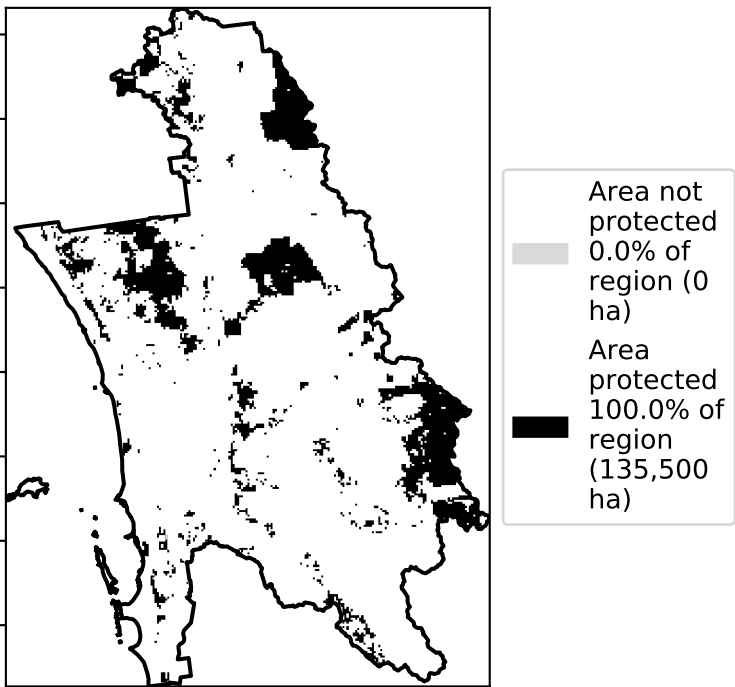 Area not
protected
0.0% of
region (0
ha)
Area
protected
100.0% of
region
(135,500
ha)